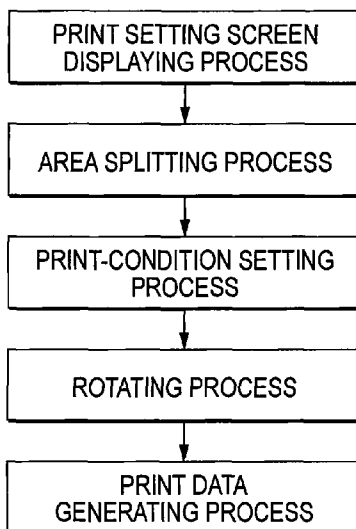 PRINT SETTING SCREEN
DISPLAYING PROCESS
AREA SPLITTING PROCESS
PRINT-CONDITION SETTING
PROCESS
ROTATING PROCESS
PRINT DATA
GENERATING PROCESS